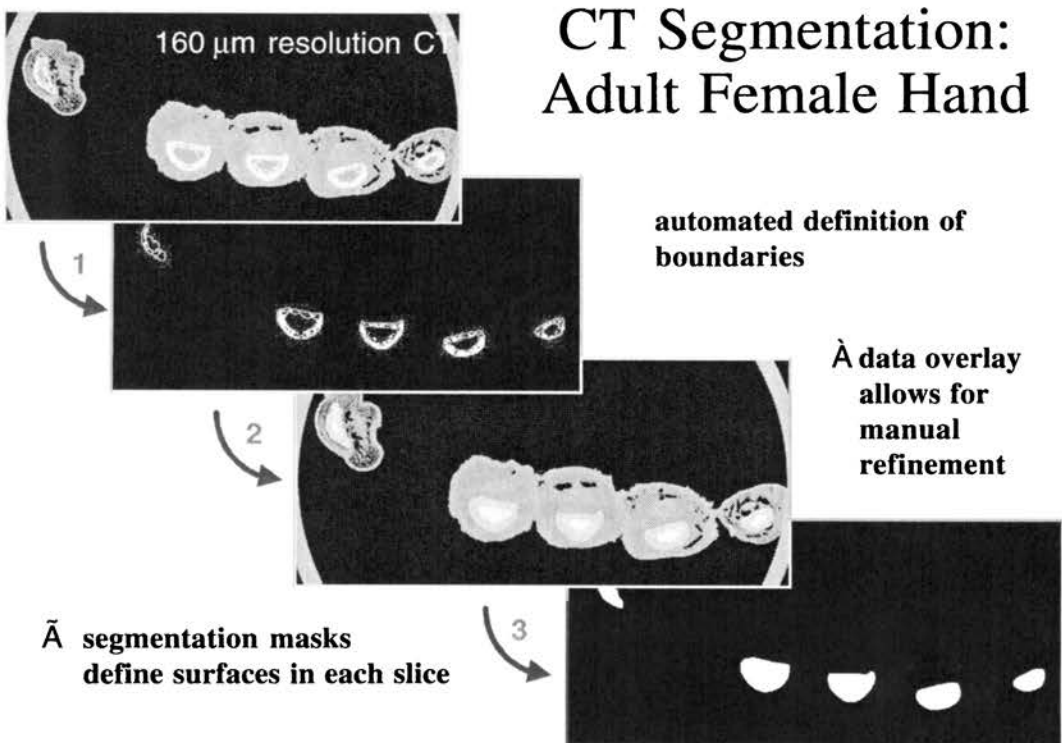 CT Segmentation:
Adult Female Hand
160 µm resolution CT
automated definition of
boundaries
1
À data overlay
allows for
manual
refinement
2
Ã segmentation masks
define surfaces in each slice
3